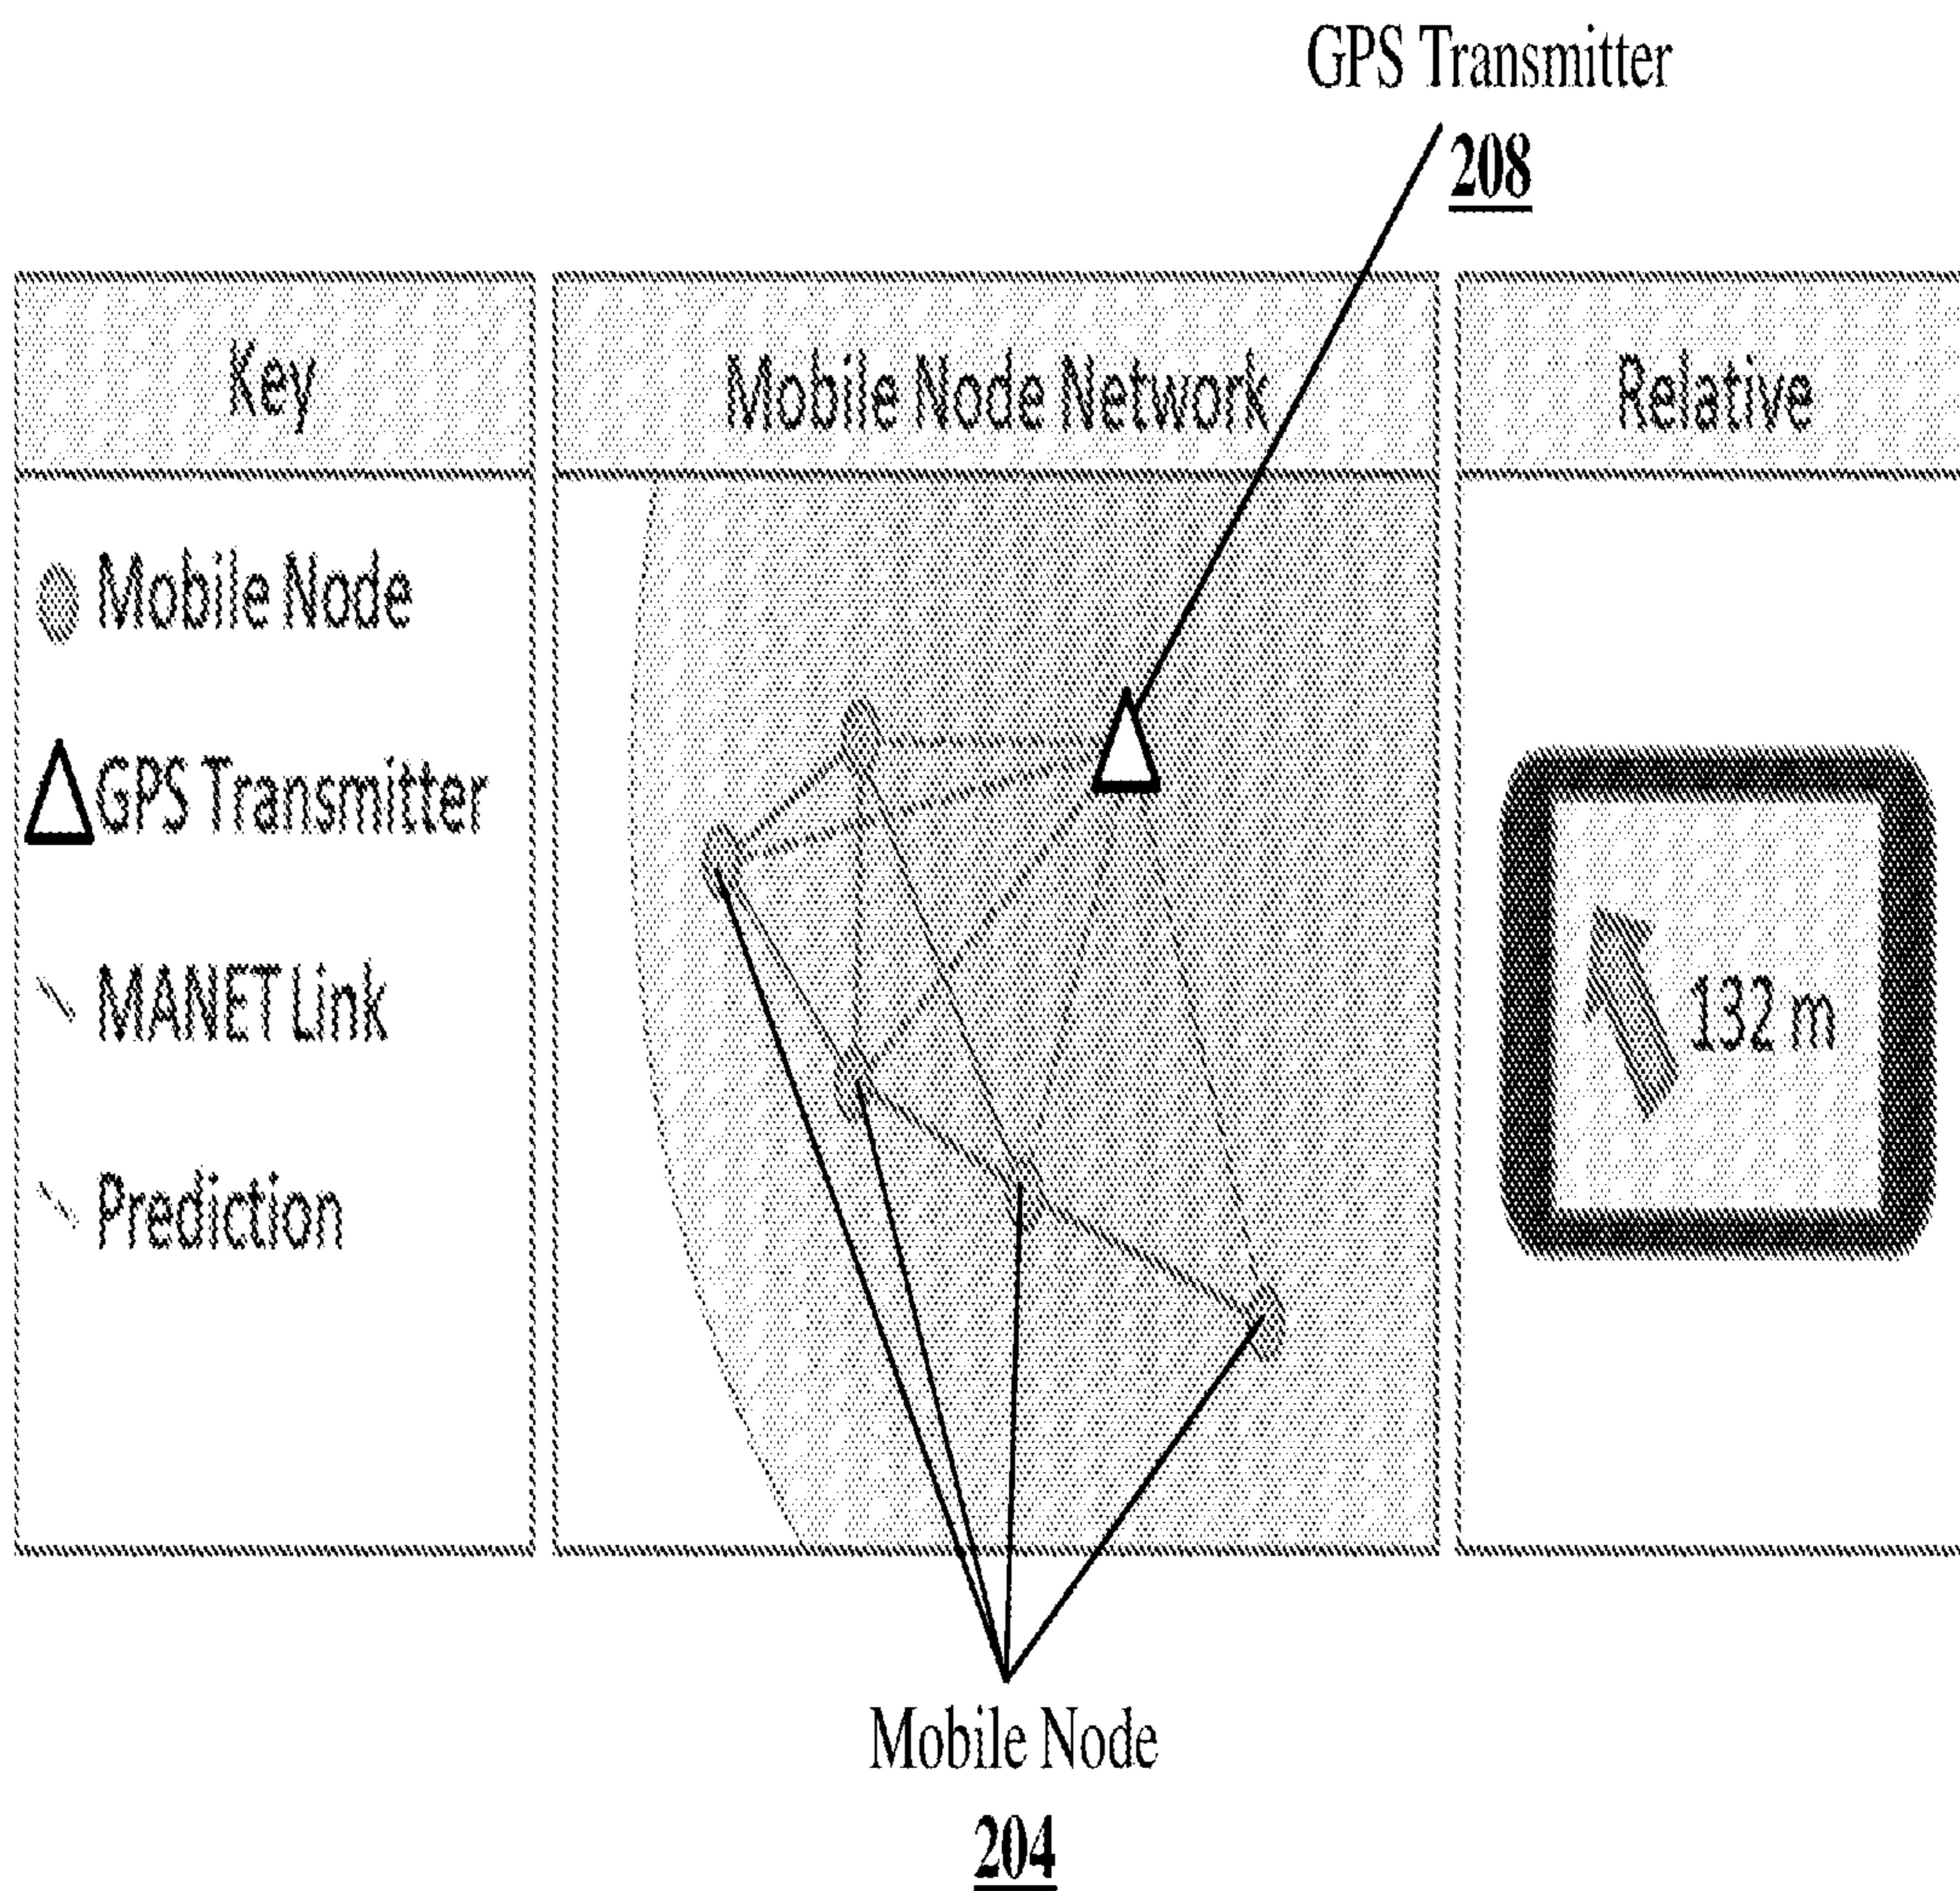 GPS Transmitter
208
Key
Mobile Node Network
Relative
Mobile Node
GPS Transmitter
MANET Link
Prediction
132 m
Mobile Node
204